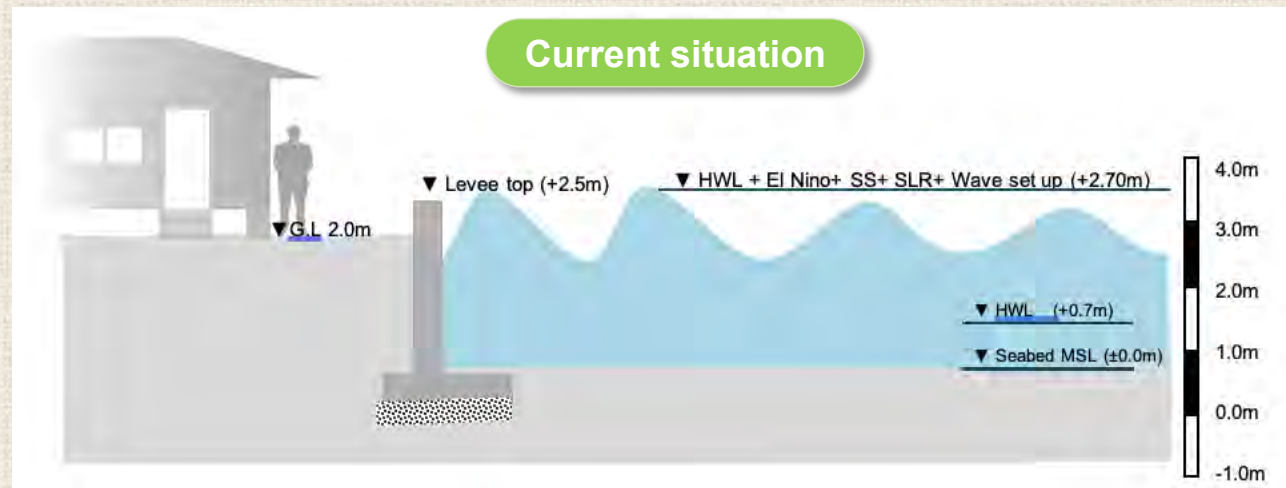 Current situation
▼ Levee top (+2.5m)
▼ HWL + El Nino+ SS+ SLR+ Wave set up (+2.70m)
▼G.L 2.0m
▼ HWL (+0.7m)
▼ Seabed MSL (±0.0m)
4.0m
3.0m
2.0m
1.0m
0.0m
-1.0m